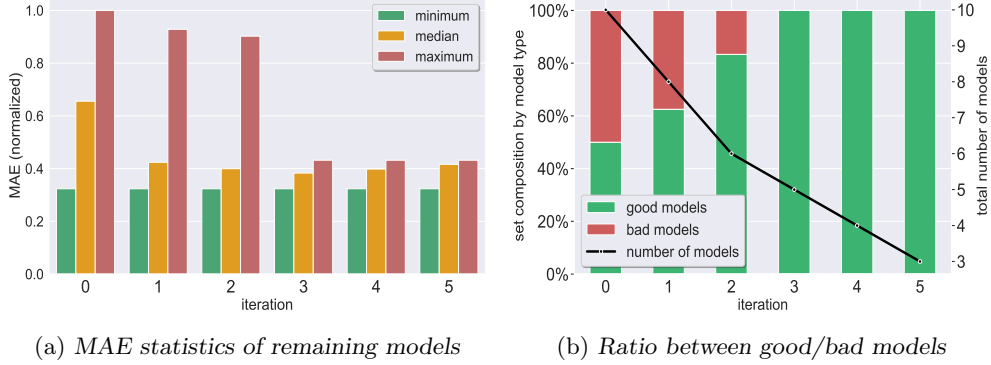 MAE (normalized)
1.0
0.8
0.6
0.4
0.2
0.0
minimum
median
maximum
0 1 2 3 4 5
iteration
set composition by model type
100%
80%
60%
40%
20%
0%
good models
bad models
number of models
0 1 2 3 4 5
iteration
10
9
8
7
6
5
4
3
total number of models
(a) MAE statistics of remaining models
(b) Ratio between good/bad models